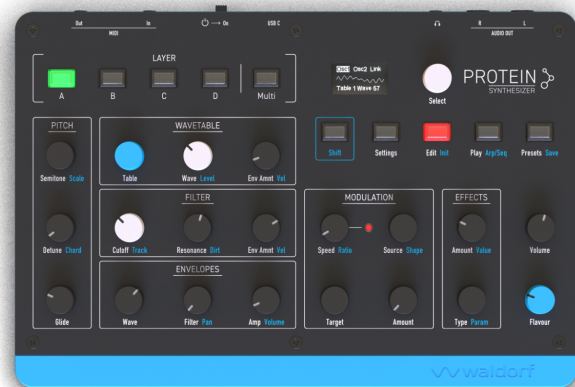 Out In
MIDI
On
USB C
R L
AUDIO OUT
LAYER
A B C D Multi
Osc1 Osc2 Link
Table 1 Wave 57
Select
PROTEIN
SYNTHESIZER
Shift Settings Edit Init Play Arp/Seq Presets Save
PITCH
Semitone Scale
Detune Chord
Glide
WAVETABLE
Table Wave Level Env Amnt Vel
FILTER
Cutoff Track Resonance Dirt Env Amnt Vel
ENVELOPES
Wave Filter Pan Amp Volume
MODULATION
Speed Ratio Source Shape
Target Amount
EFFECTS
Amount Value
Type Param
Volume
Flavour
waldorf